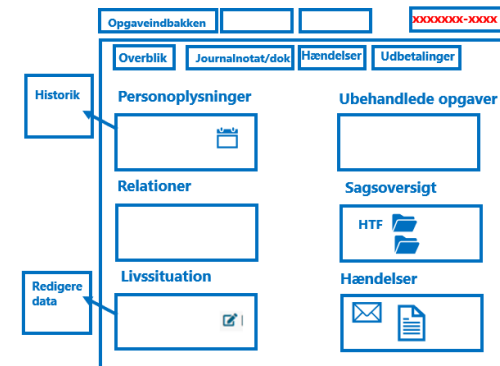 Opgaveindbakken
xxxxxxx-xxxx
Overblik
Journalnotat/dok
Hændelser
Udbetalinger
Historik
Personoplysninger
Ubehandlede opgaver
Relationer
Sagsoversigt
HTF
Livssituation
Hændelser
Redigere
data